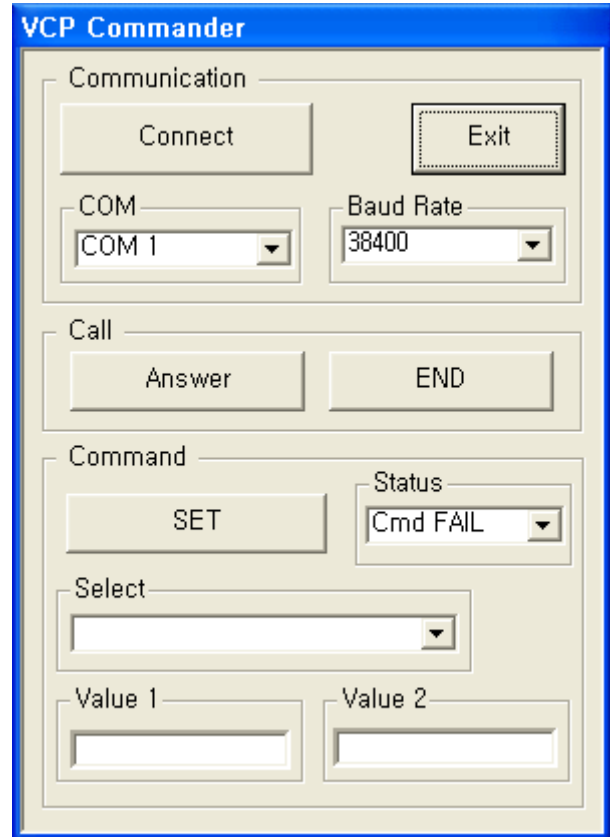 VCP Commander
Communication
Connect
Exit
COM
Baud Rate
COM 1
38400
Call
Answer
END
Command
Status
SET
Cmd FAIL
Select
Value 1
Value 2